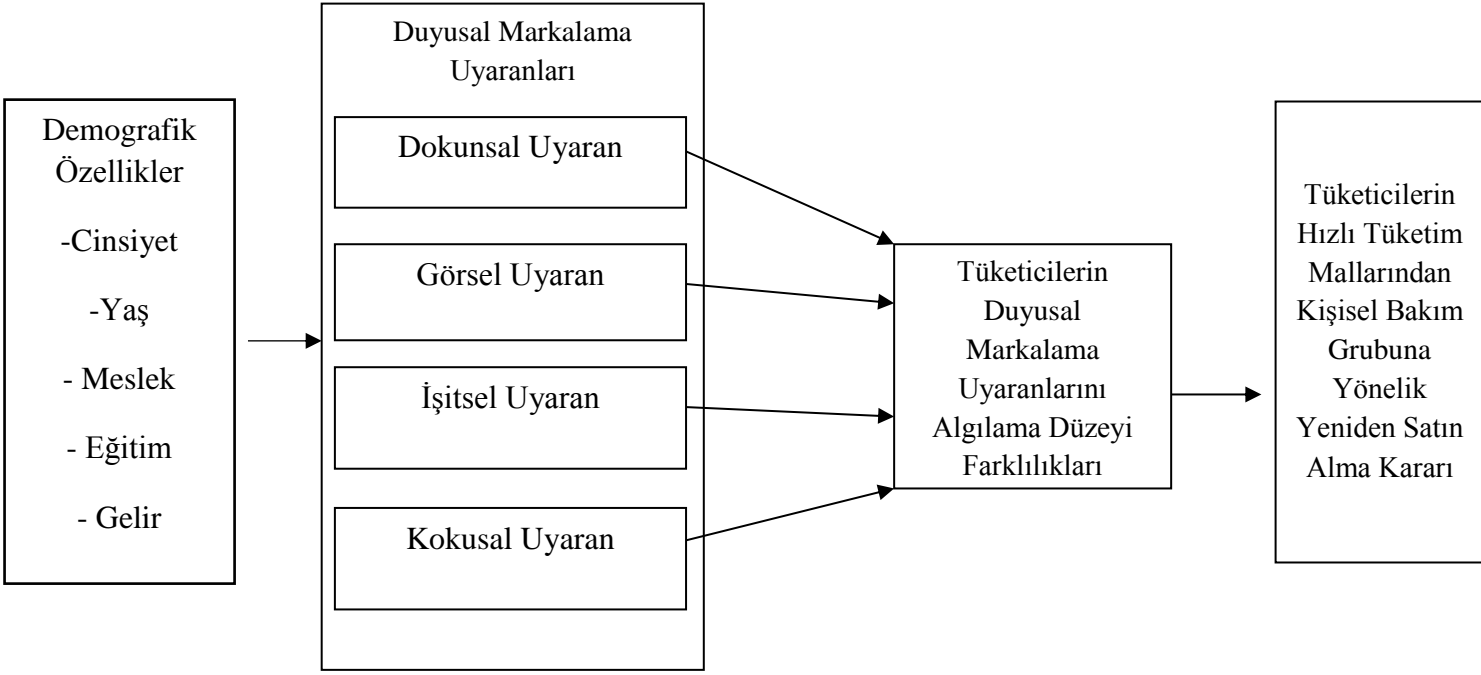 Demografik
Özellikler
-Cinsiyet
-Yaş
- Meslek
- Eğitim
- Gelir
Duyusal Markalama
Uyaranları
Dokunsal Uyaran
Görsel Uyaran
İşitsel Uyaran
Kokusal Uyaran
Tüketicilerin
Duyusal
Markalama
Uyaranlarını
Algılama Düzeyi
Farklılıkları
Tüketicilerin
Hızlı Tüketim
Mallarından
Kişisel Bakım
Grubuna
Yönelik
Yeniden Satın
Alma Kararı